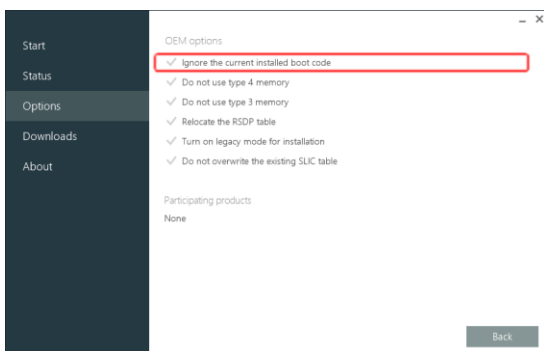 Start
Status
Options
Downloads
About
OEM options
Ignore the current installed boot code
Do not use type 4 memory
Do not use type 3 memory
Relocate the RSDP table
Turn on legacy mode for installation
Do not overwrite the existing SLIC table
Participating products
None
Back